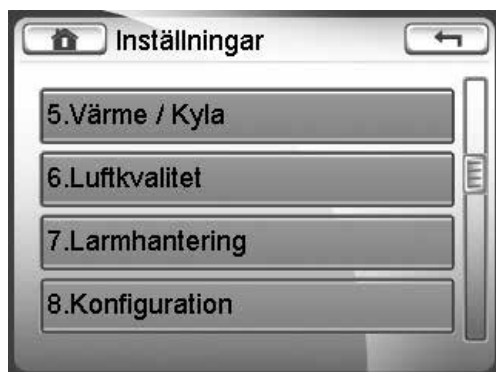 Inställningar
5.Värme / Kyla
6.Luftkvalitet
7.Larmhantering
8.Konfiguration